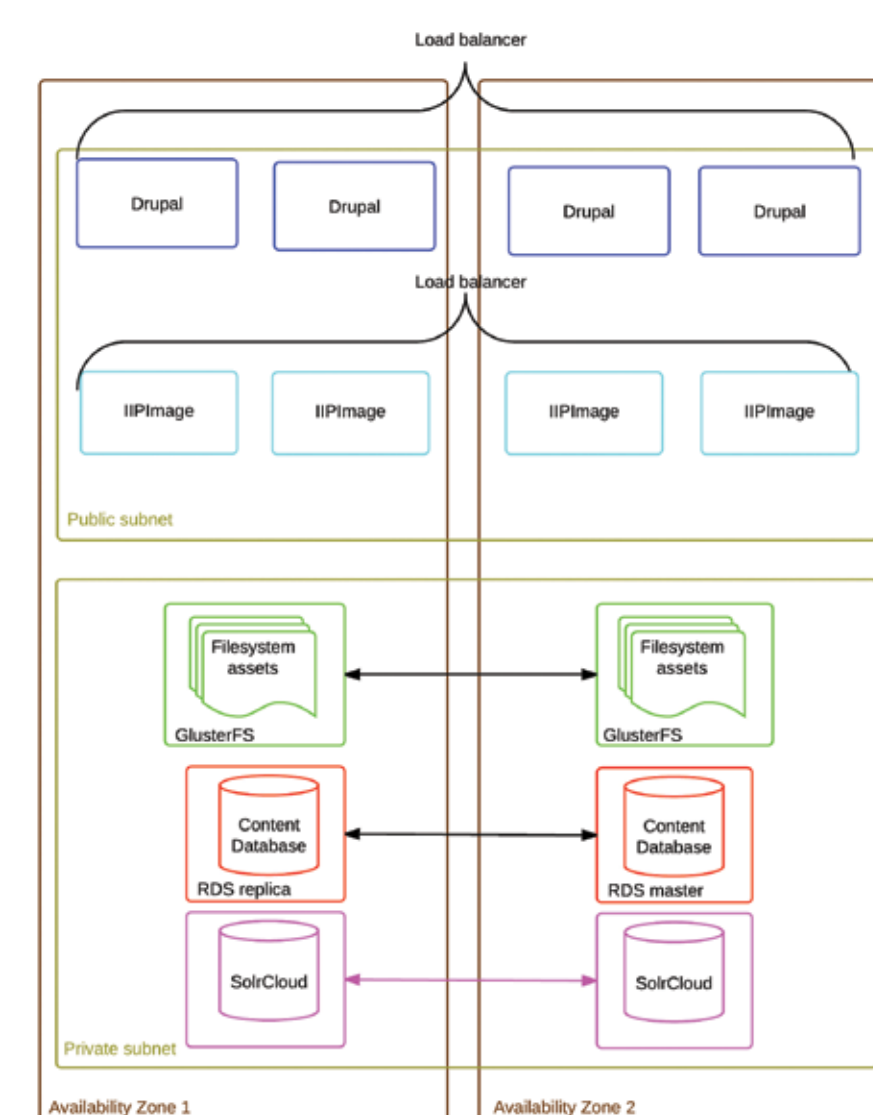 Load balancer
Drupal
Drupal
Drupal
Drupal
Load balancer
IIPImage
IIPImage
IIPImage
IIPImage
Public subnet
Filesystem
assets
GlusterFS
Filesystem
assets
GlusterFS
Content
Database
RDS replica
Content
Database
RDS master
SolrCloud
SolrCloud
Private subnet
Availability Zone 1
Availability Zone 2